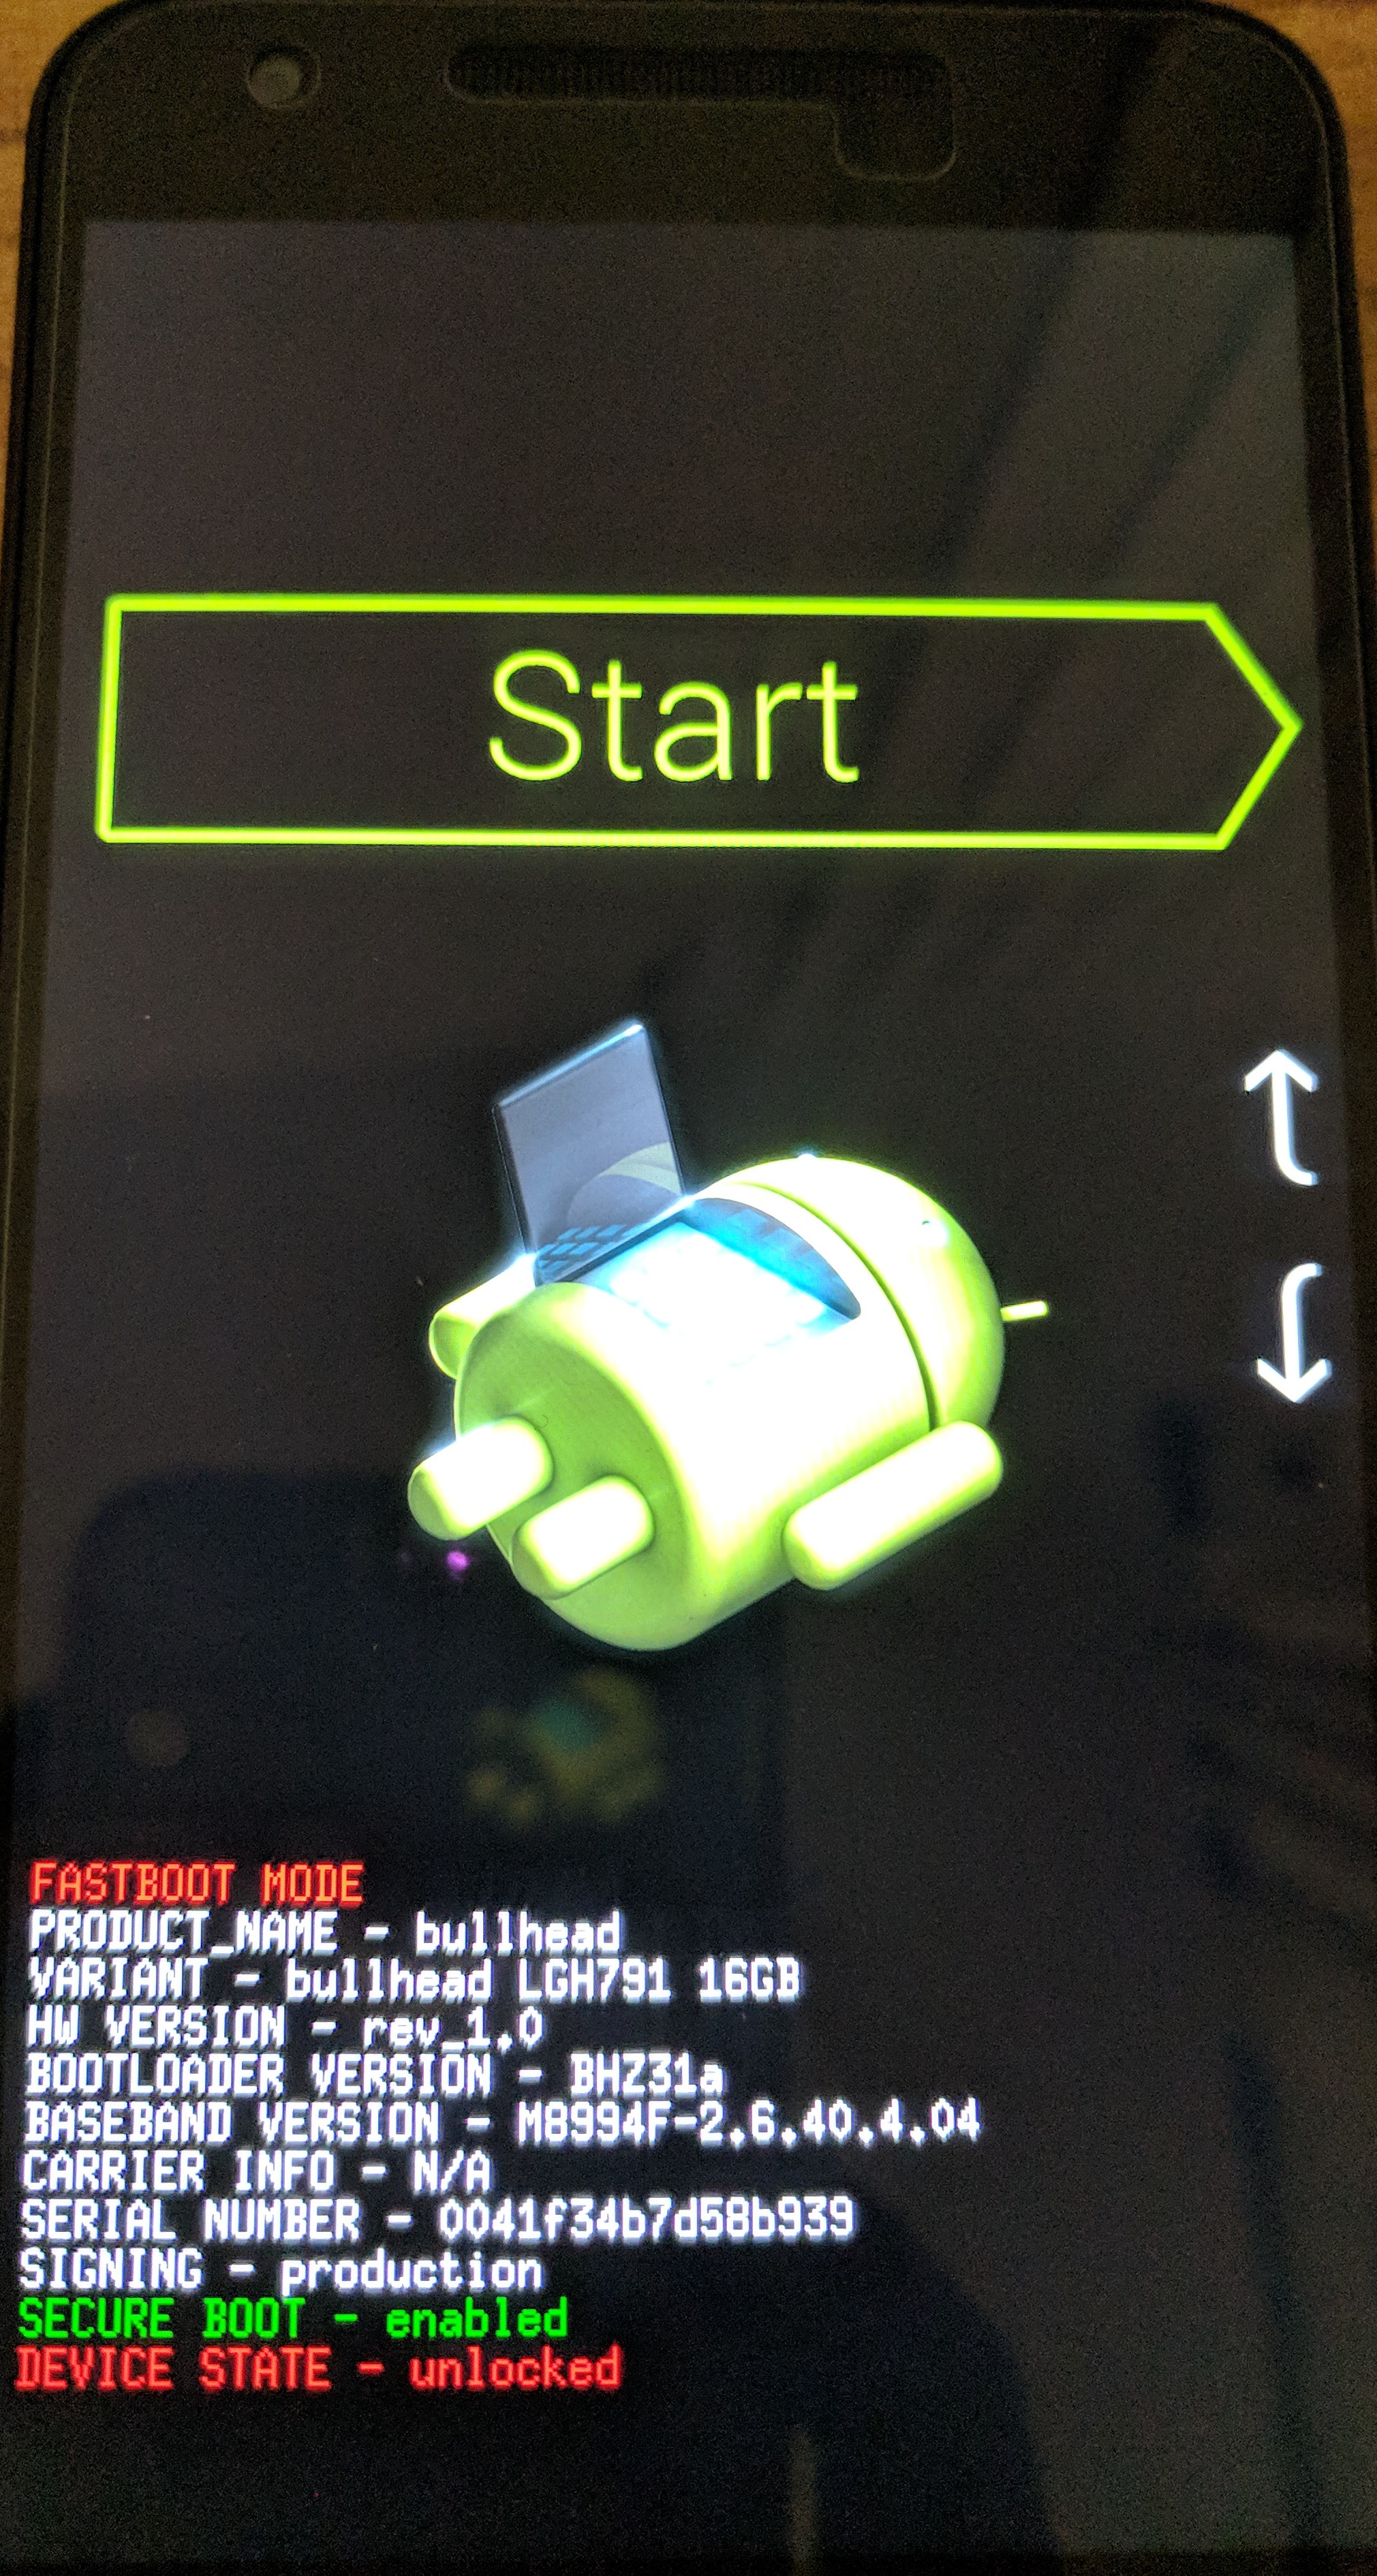 Start
FASTBOOT MODE
PRODUCT_NAME - bullhead
VARIANT - bullhead LGH791 16GB
HW VERSION - rev_1.0
BOOTLOADER VERSION - BHZ31a
BASEBAND VERSION - M8994F-2.6.40.4.04
CARRIER INFO - N/A
SERIAL NUMBER - 0041f34b7d58b939
SIGNING - production
SECURE BOOT - enabled
DEVICE STATE - unlocked